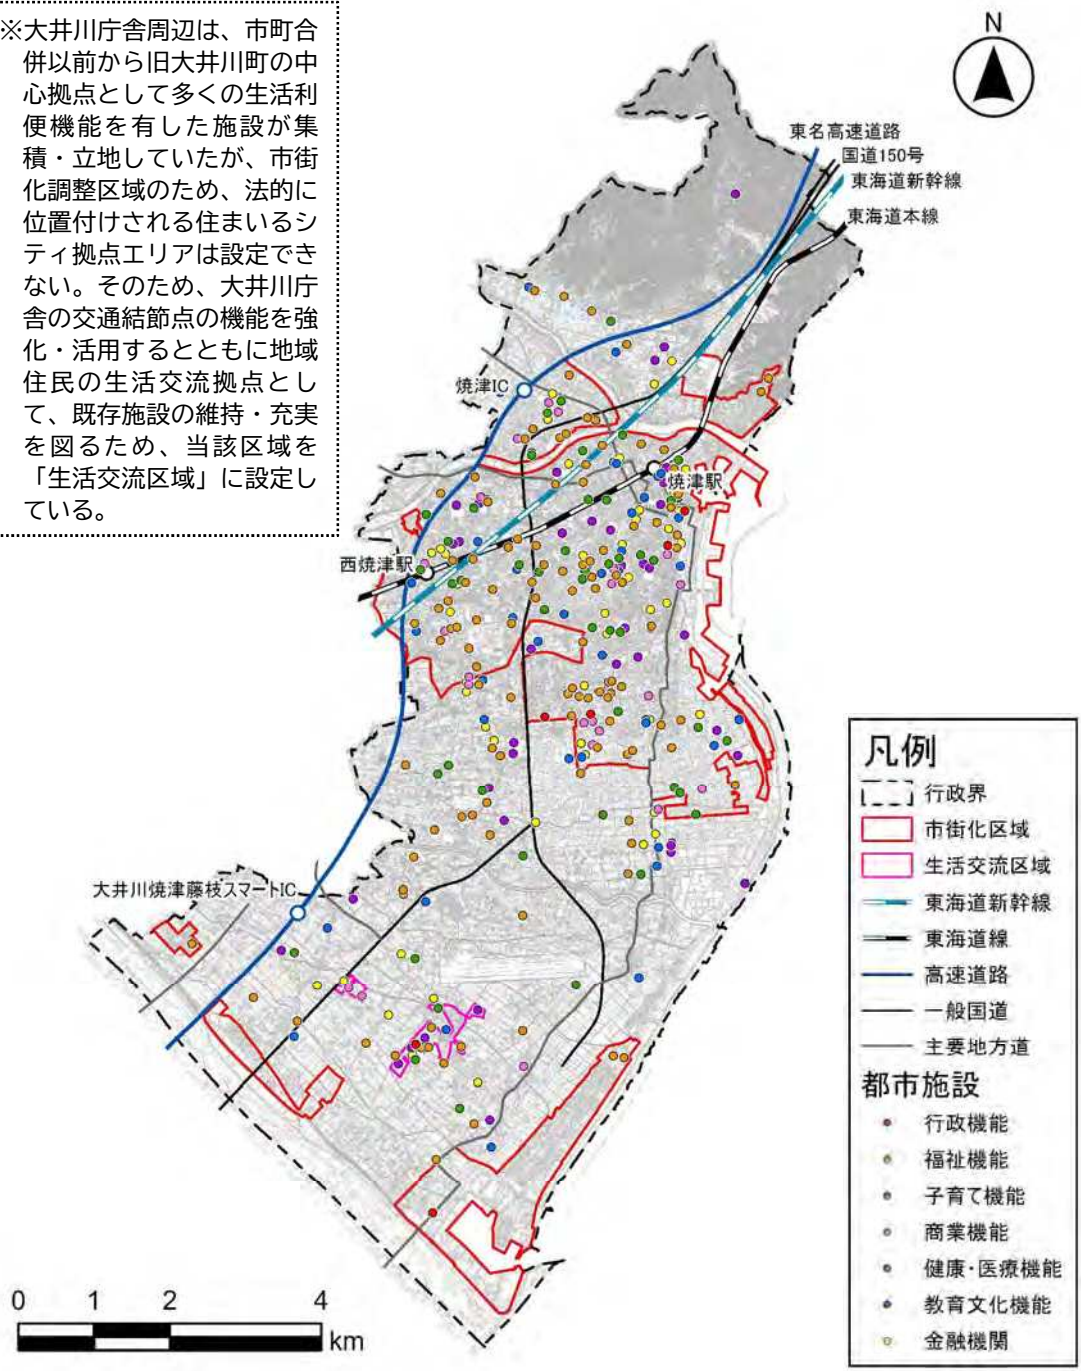 ※大井川庁舎周辺は、市町合
併以前から旧大井川町の中
心拠点として多くの生活利
便機能を有した施設が集
積・立地していたが、市街
化調整区域のため、法的に
位置付けされる住まいるシ
ティ拠点エリアは設定でき
ない。そのため、大井川庁
舎の交通結節点の機能を強
化・活用するとともに地域
住民の生活交流拠点とし
て、既存施設の維持・充実
を図るため、当該区域を
「生活交流区域」に設定し
ている。
N
東名高速道路
国道150号
東海道新幹線
東海道本線
焼津IC
焼津駅
西焼津駅
大井川焼津藤枝スマートIC
凡例
行政界
市街化区域
生活交流区域
東海道新幹線
東海道線
高速道路
一般国道
主要地方道
都市施設
行政機能
福祉機能
子育て機能
商業機能
健康・医療機能
教育文化機能
金融機関
0 1 2 4
km